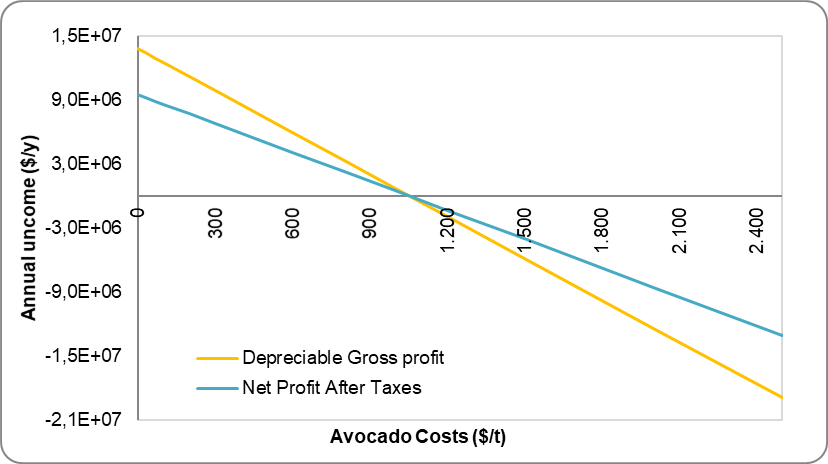 Annual uncome ($/y)
1,5E+07
9,0E+06
3,0E+06
-3,0E+06
-9,0E+06
-1,5E+07
-2,1E+07
0
300
600
900
1.200
1.500
1.800
2.100
2.400
Depreciable Gross profit
Net Profit After Taxes
Avocado Costs ($/t)